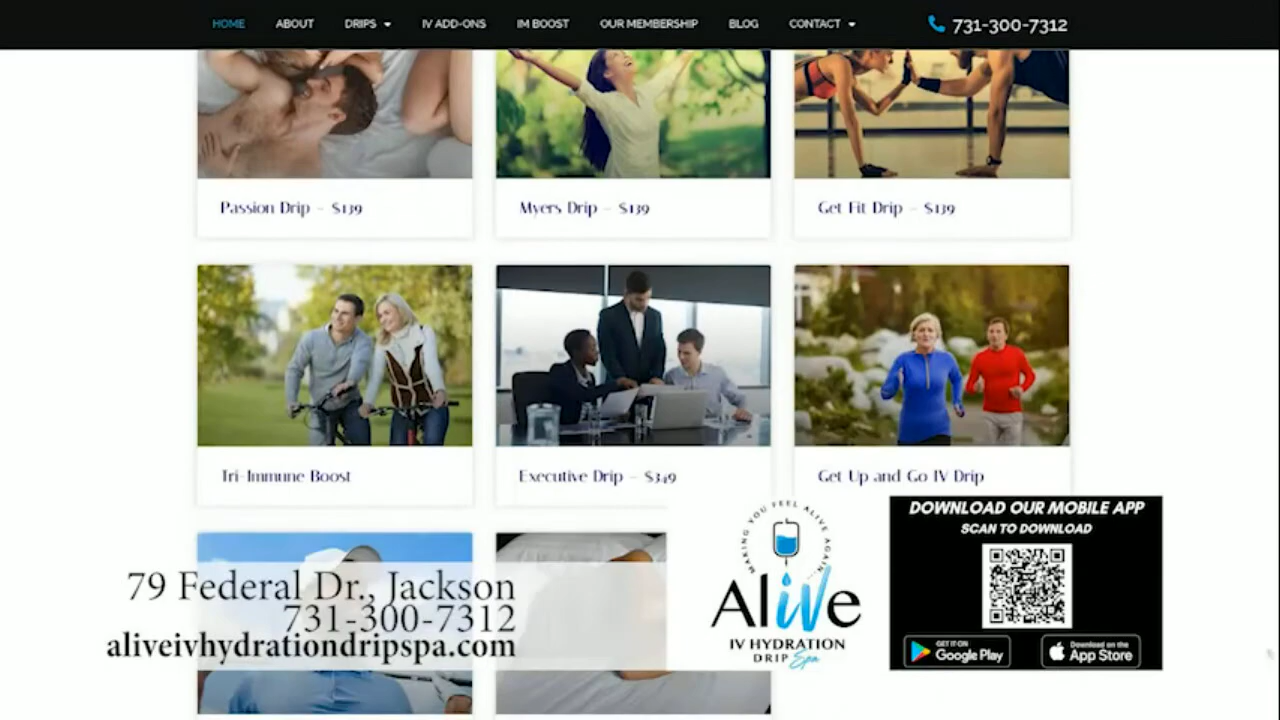 HOME ABOUT DRIPS IV ADD-ONS IM BOOST OUR MEMBERSHIP BLOG CONTACT 731-300-7312
Passion Drip – $139
Myers Drip – $139
Get Fit Drip – $139
Tri-Immune Boost
Executive Drip – $349
Get Up and Go IV Drip
79 Federal Dr., Jackson
731-300-7312
aliveivhydrationdripspa.com
MAKING YOU FEEL ALIVE AGAIN...
AlivVe
IV HYDRATION
DRIP Spa
DOWNLOAD OUR MOBILE APP
SCAN TO DOWNLOAD
GET IT ON
Google Play
Download on the
App Store